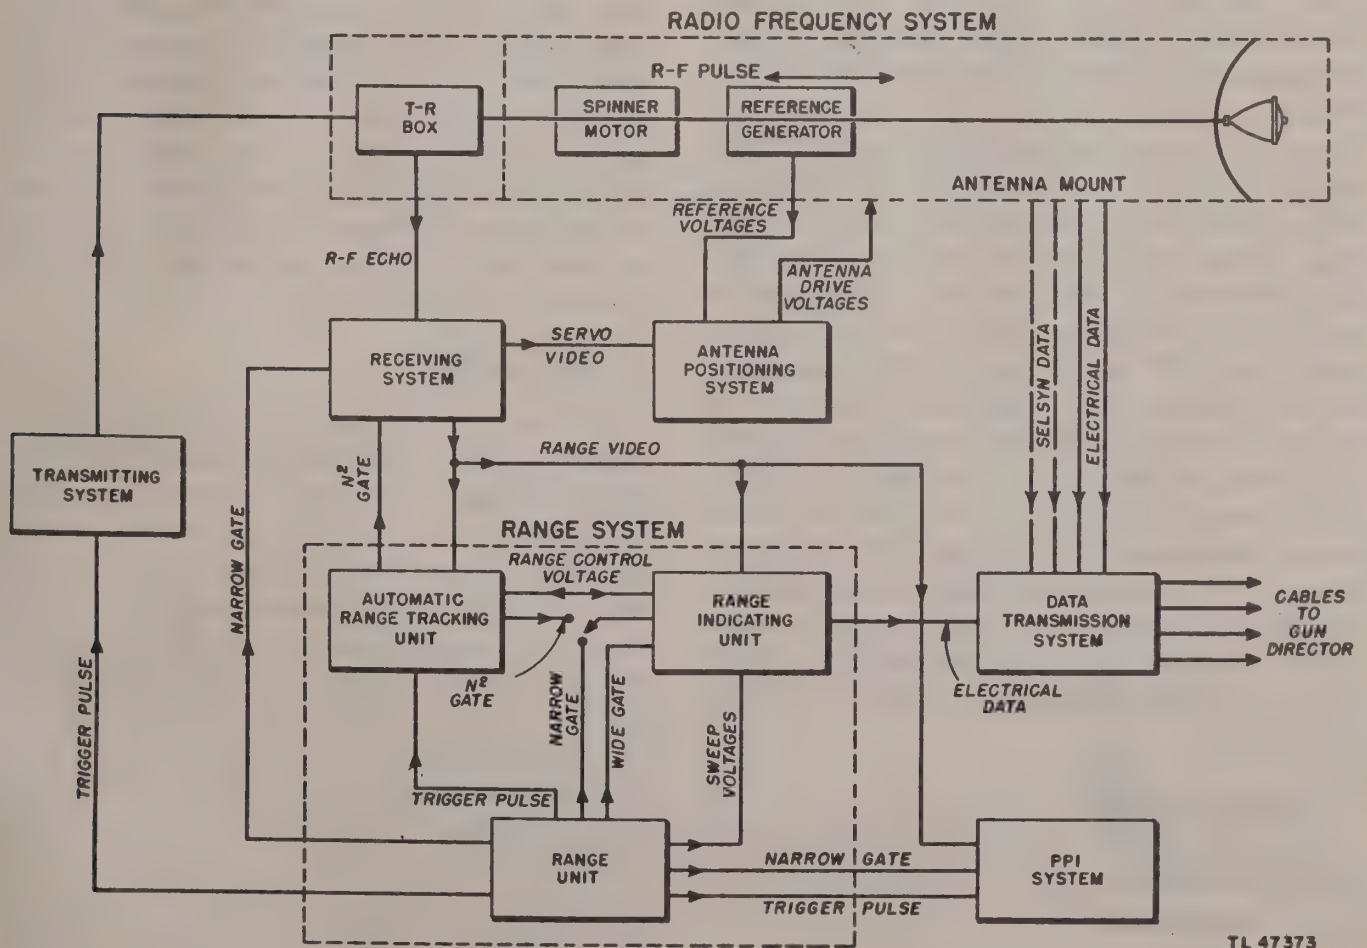 RADIO FREQUENCY SYSTEM
R-F PULSE
T-R
BOX
SPINNER
MOTOR
REFERENCE
GENERATOR
ANTENNA MOUNT
REFERENCE
VOLTAGES
R-F ECHO
ANTENNA
DRIVE
VOLTAGES
SELSYN DATA
ELECTRICAL DATA
RECEIVING
SYSTEM
SERVO
VIDEO
ANTENNA
POSITIONING
SYSTEM
TRANSMITTING
SYSTEM
N² GATE
RANGE VIDEO
NARROW GATE
RANGE SYSTEM
RANGE CONTROL
VOLTAGE
AUTOMATIC
RANGE TRACKING
UNIT
RANGE
INDICATING
UNIT
DATA
TRANSMISSION
SYSTEM
CABLES
TO
GUN
DIRECTOR
N²
GATE
NARROW
GATE
WIDE GATE
SWEEP
VOLTAGES
ELECTRICAL
DATA
TRIGGER PULSE
TRIGGER PULSE
RANGE
UNIT
NARROW GATE
TRIGGER PULSE
PPI
SYSTEM
TL 47373